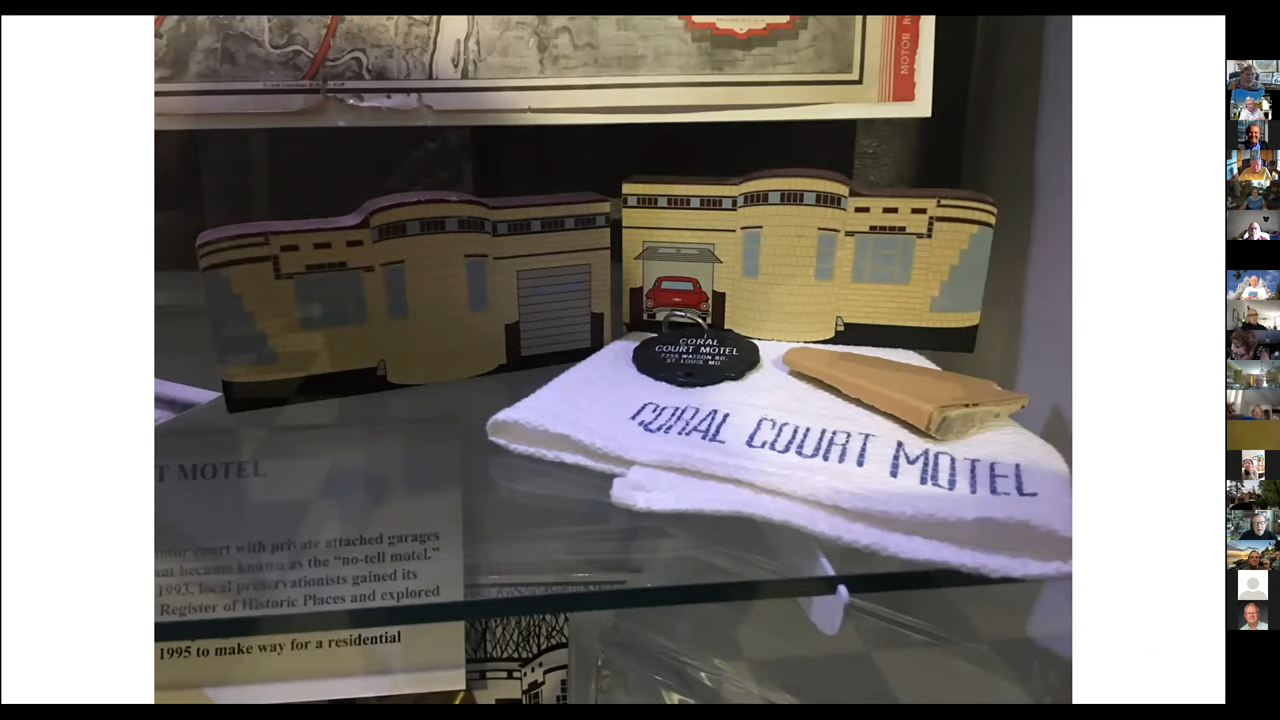 MOTOR
CORAL
COURT MOTEL
7755 WATSON RD.
ST. LOUIS MO.
CORAL COURT MOTEL
T MOTEL
otor court with private attached garages
at became known as the “no-tell motel.”
1993, local preservationists gained its
Register of Historic Places and explored
1995 to make way for a residential